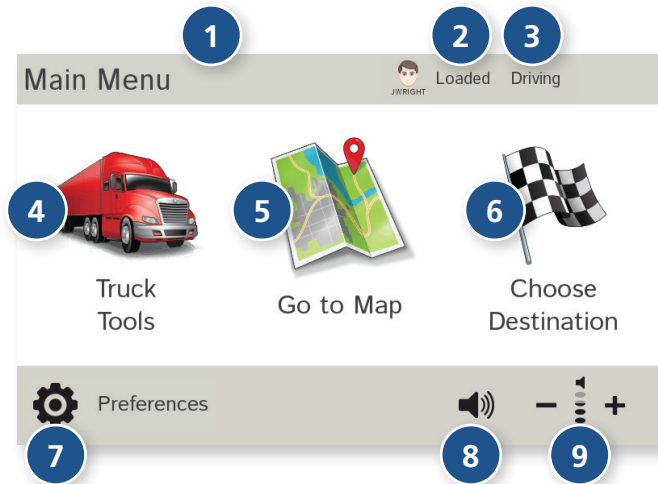 1
2
3
Main Menu
JWRIGHT
Loaded
Driving
4
5
6
Truck
Tools
Go to Map
Choose
Destination
Preferences
7
8
9